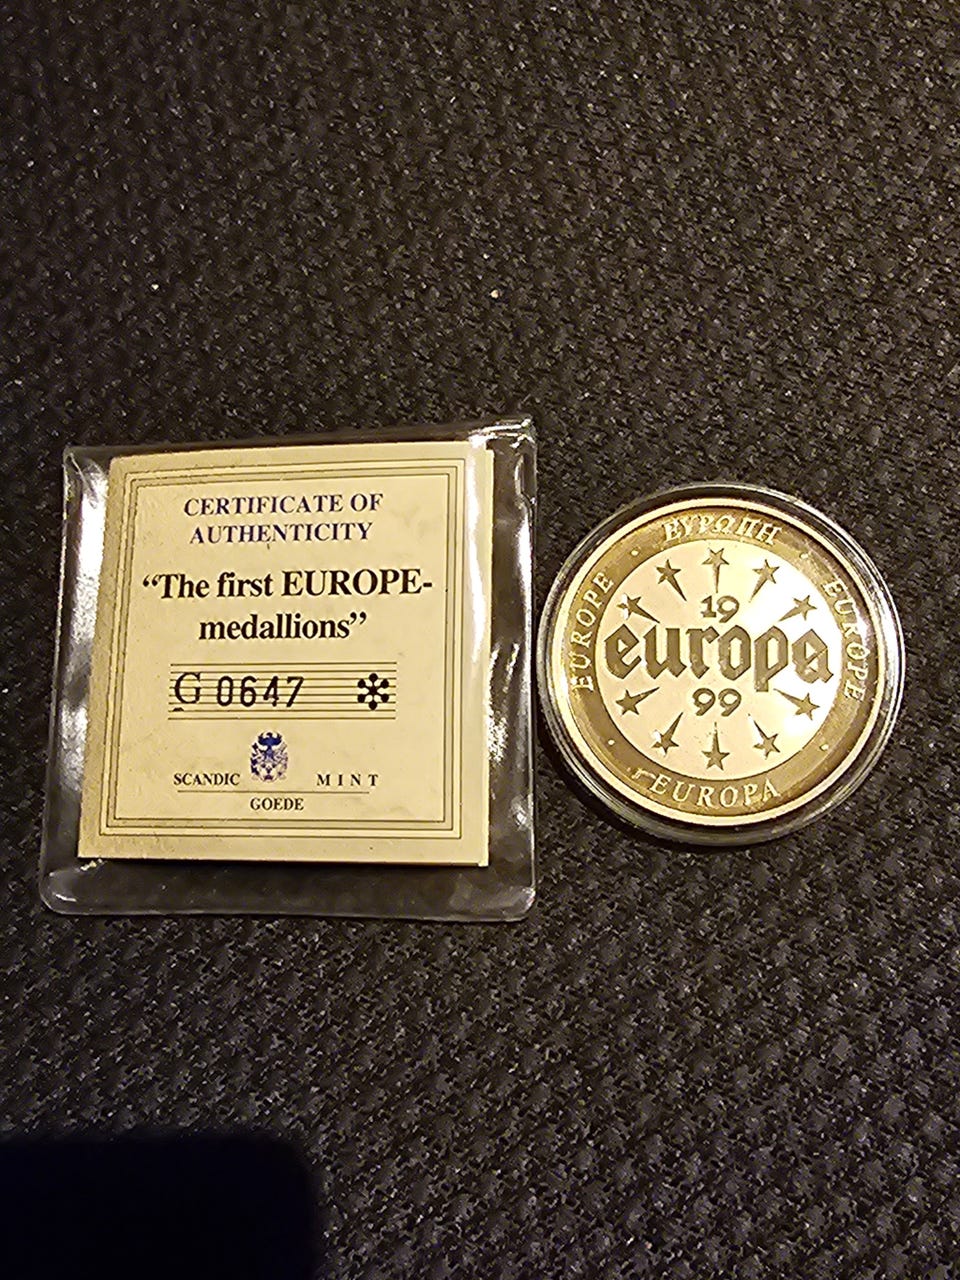 CERTIFICATE OF
AUTHENTICITY
“The first EUROPE-
medallions”
G 0647
SCANDIC MINT
GOEDE
ΕΥΡΩΠΗ
EUROPE
EUROPE
19
europa
99
EUROPA